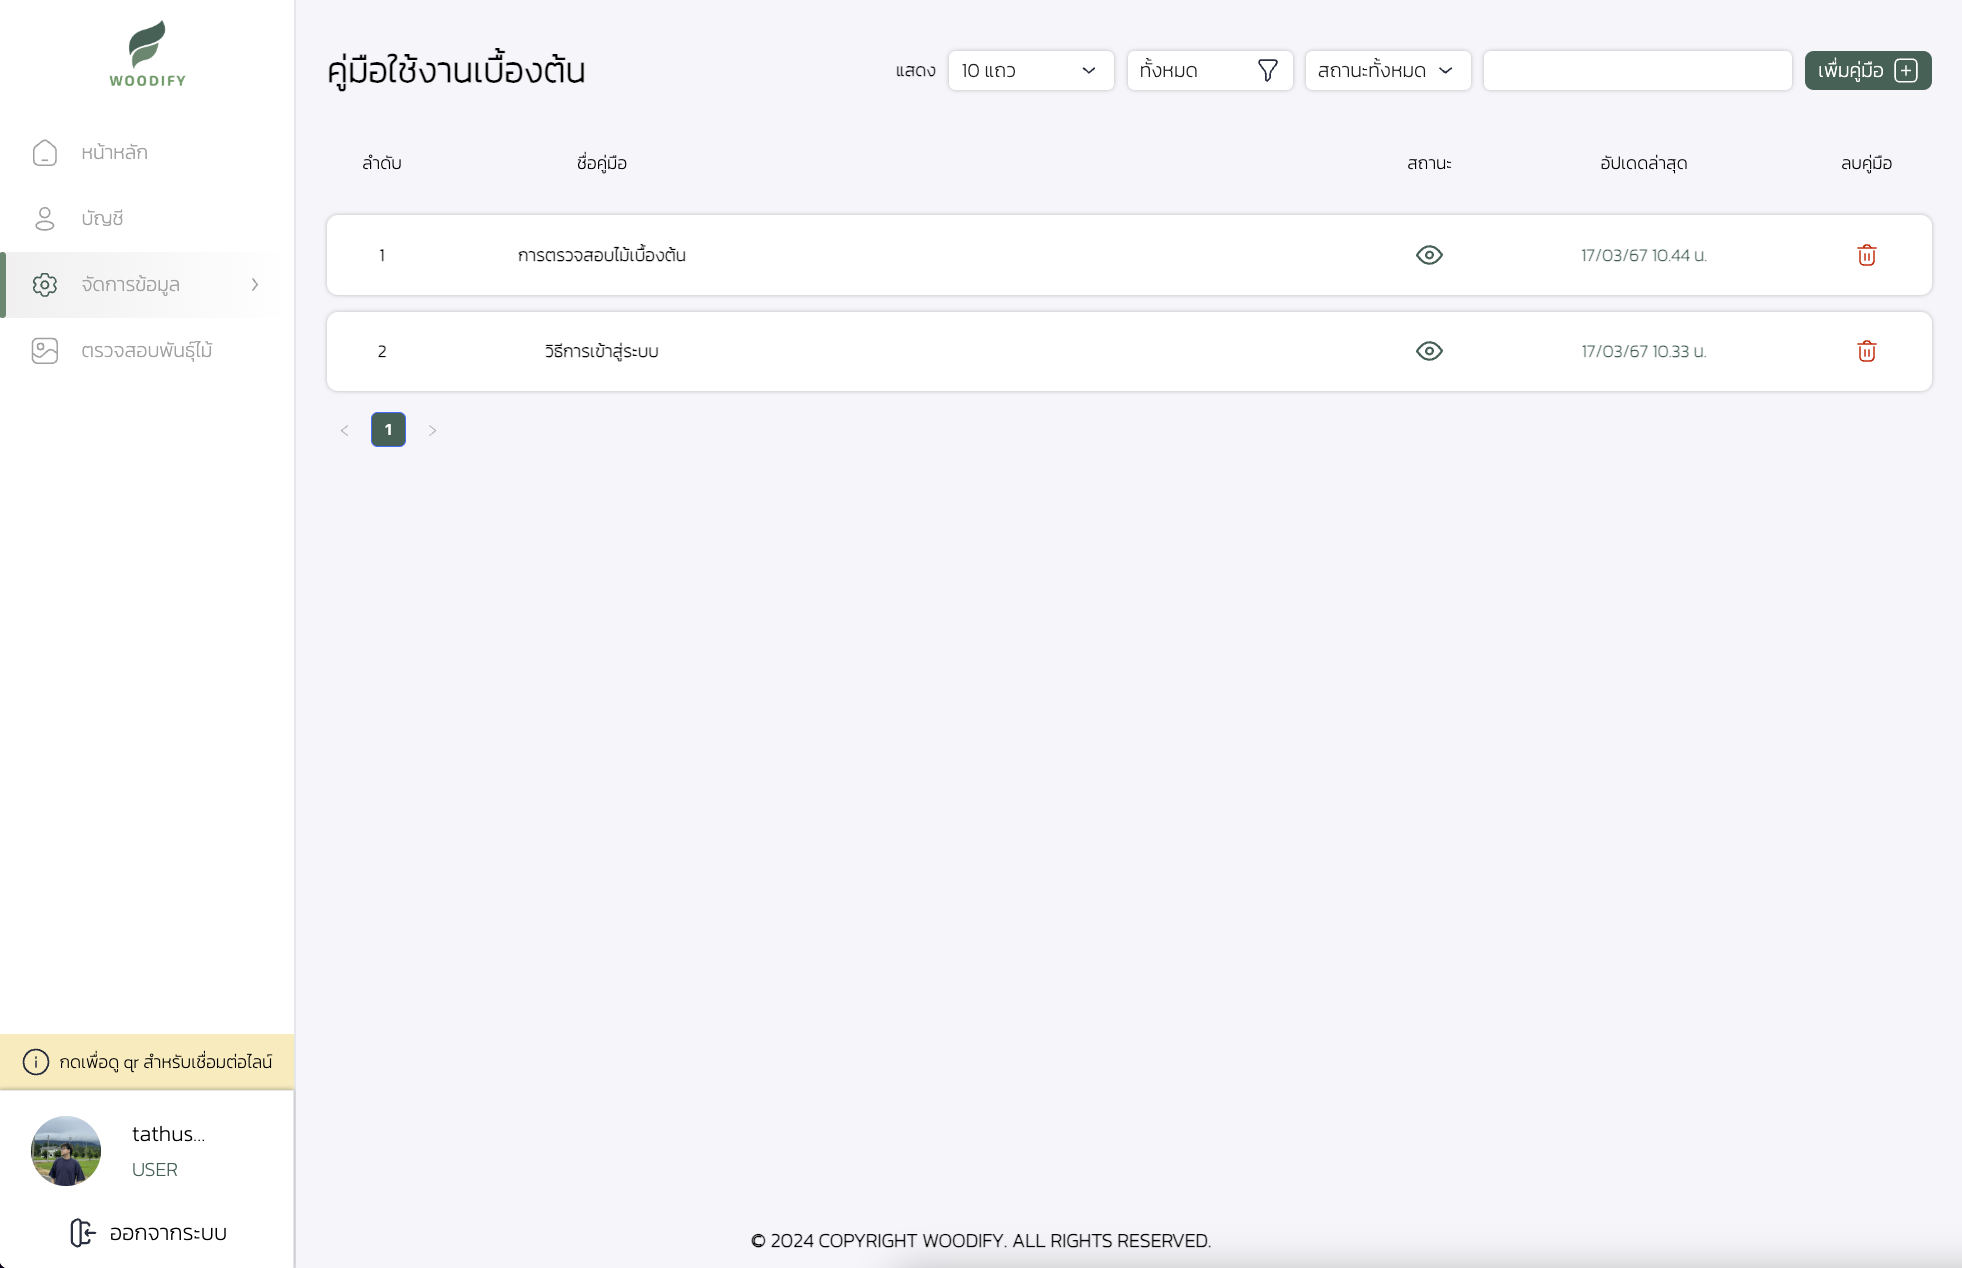 WOODIFY
หน้าหลัก
บัญชี
จัดการข้อมูล
ตรวจสอบพันธุ์ไม้
กดเพื่อดู qr สำหรับเชื่อมต่อไลน์
tathus...
USER
ออกจากระบบ
คู่มือใช้งานเบื้องต้น
แสดง 10 แถว ทั้งหมด สถานะทั้งหมด เพิ่มคู่มือ
ลำดับ ชื่อคู่มือ สถานะ อัปเดตล่าสุด ลบคู่มือ
1 การตรวจสอบไม้เบื้องต้น 17/03/67 10.44 น.
2 วิธีการเข้าสู่ระบบ 17/03/67 10.33 น.
< 1 >
© 2024 COPYRIGHT WOODIFY. ALL RIGHTS RESERVED.